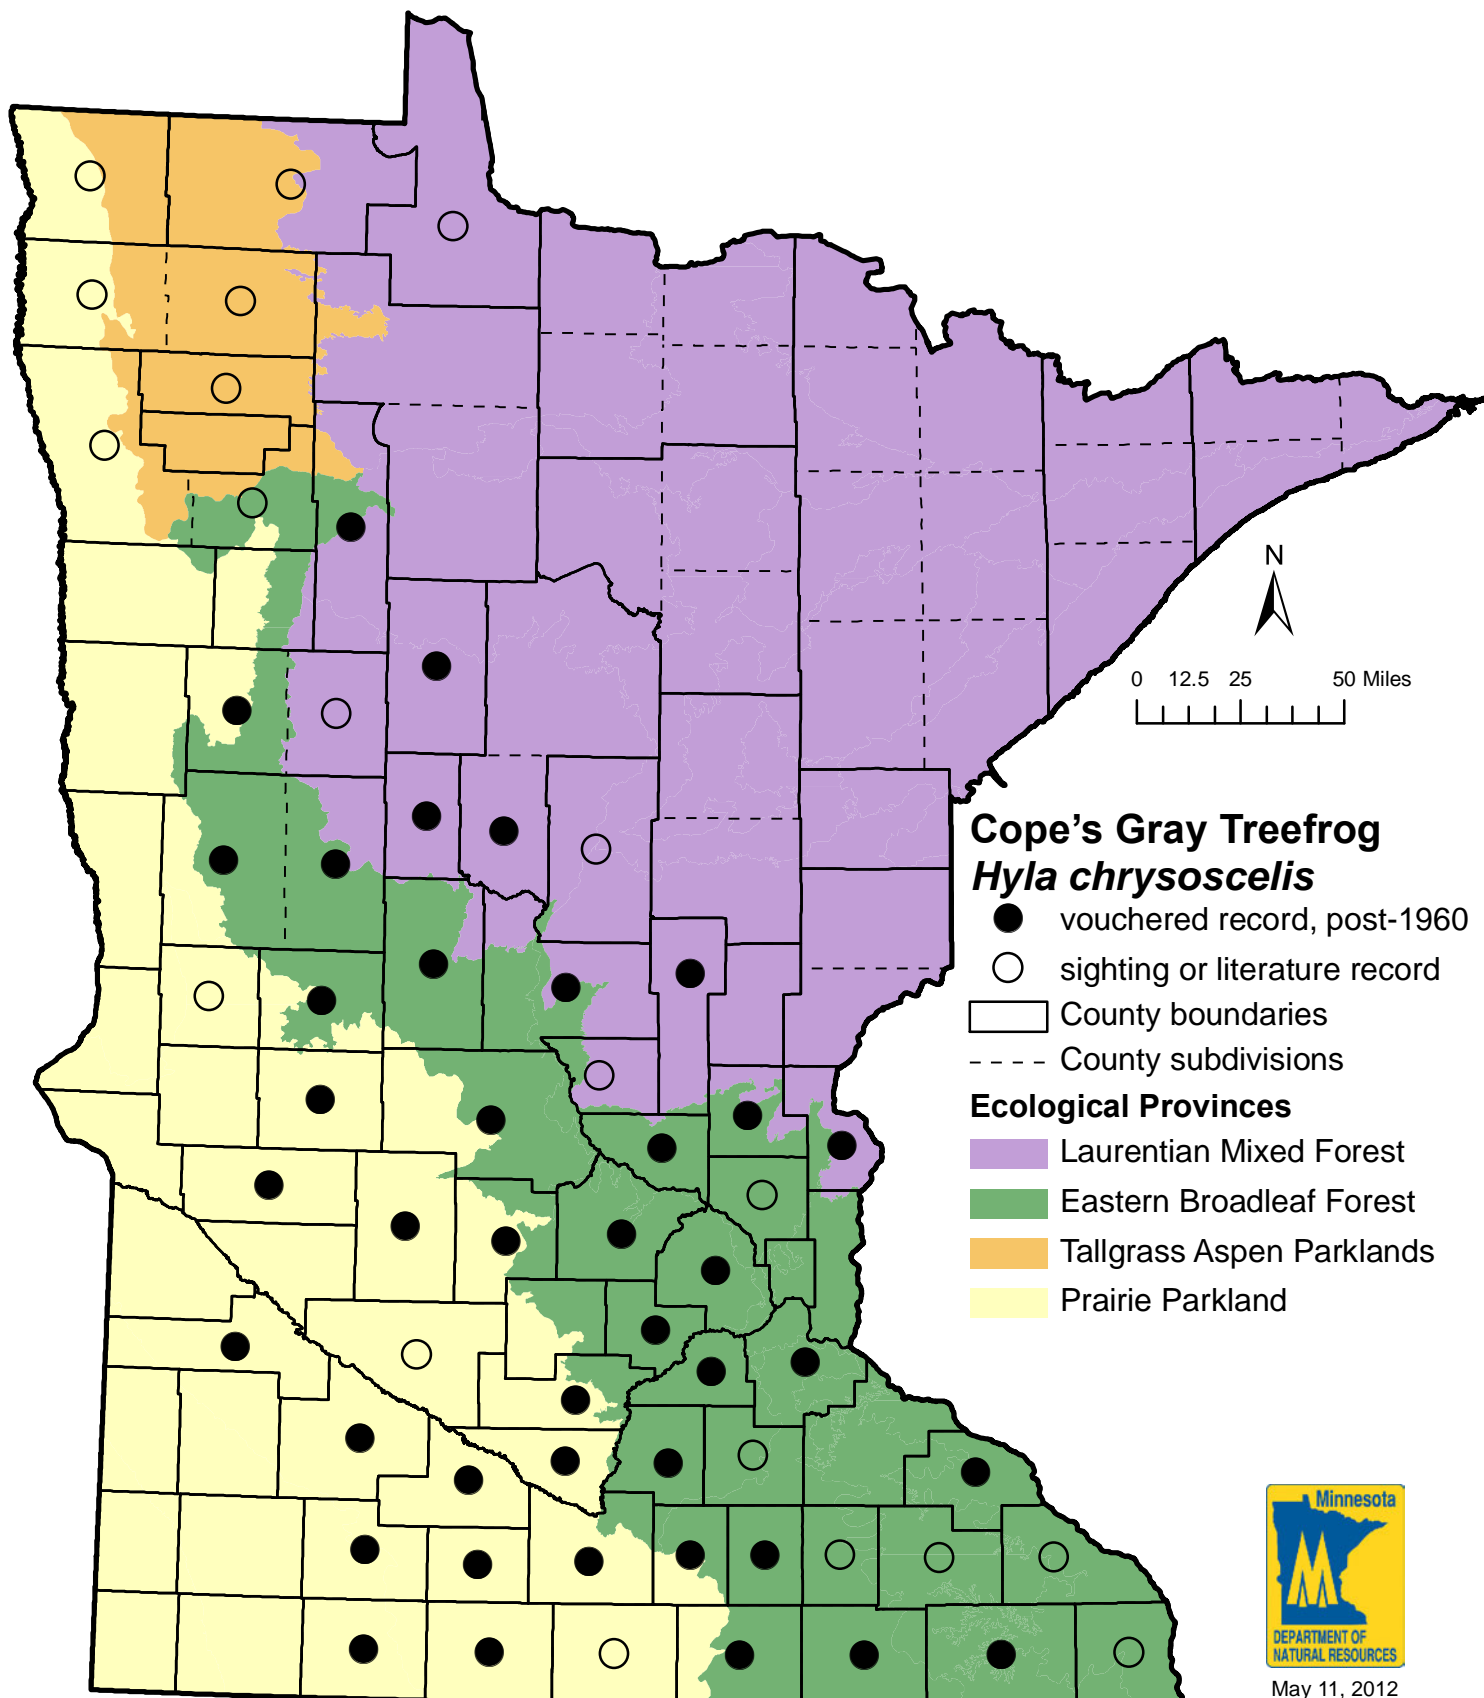 N
0 12.5 25 50 Miles
Cope's Gray Treefrog
Hyla chrysoscelis
vouchered record, post-1960
sighting or literature record
County boundaries
County subdivisions
Ecological Provinces
Laurentian Mixed Forest
Eastern Broadleaf Forest
Tallgrass Aspen Parklands
Prairie Parkland
Minnesota
DEPARTMENT OF
NATURAL RESOURCES
May 11, 2012